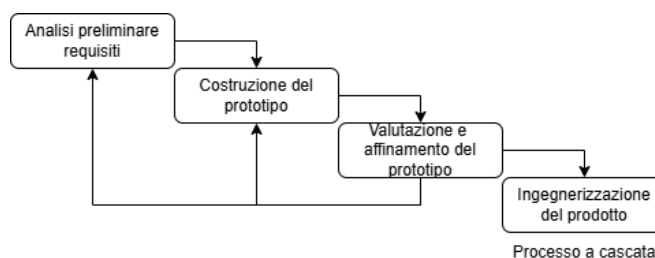 Analisi preliminare
requisiti
Costruzione del
prototipo
Valutazione e
affinamento del
prototipo
Ingegnerizzazione
del prodotto
Processo a cascata